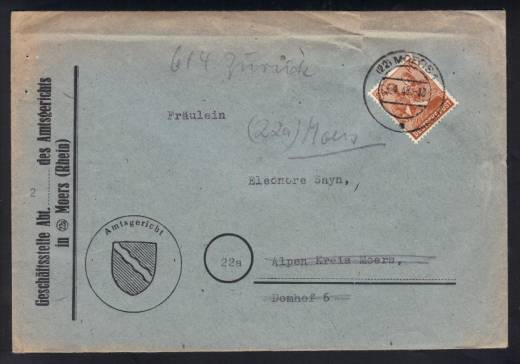 614 Zurück
(22) MOERS
Geschäftsstelle Abt. ............ des Amtsgerichts
in Moers (Rhein)
2
Fräulein
(22a) Moers
Eleonore Sayn,
Amtsgericht
22a
Alpen Kreis Moers,
Domhof 6